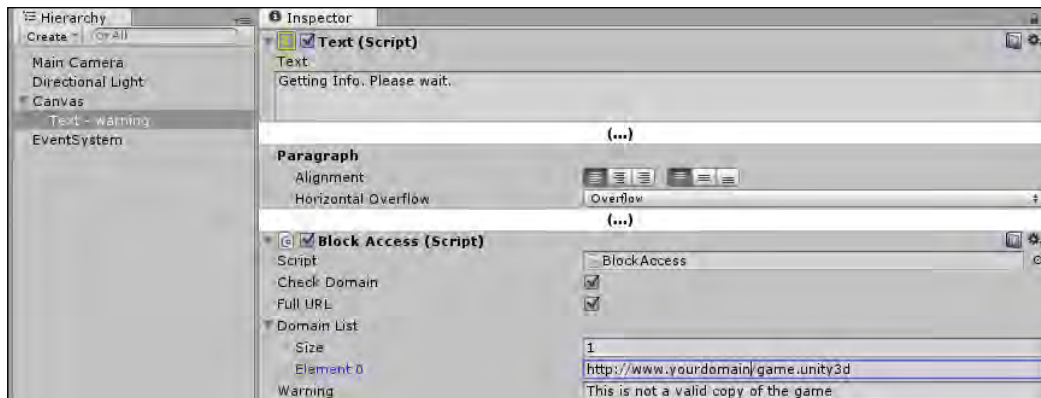 Hierarchy
Create
All
Main Camera
Directional Light
Canvas
Text - warning
EventSystem
Inspector
Text (Script)
Text
Getting Info. Please wait.
(...)
Paragraph
Alignment
Horizontal Overflow
Overflow
(...)
Block Access (Script)
Script
BlockAccess
Check Domain
Full URL
Domain List
Size
1
Element 0
http://www.yourdomain/game.unity3d
Warning
This is not a valid copy of the game